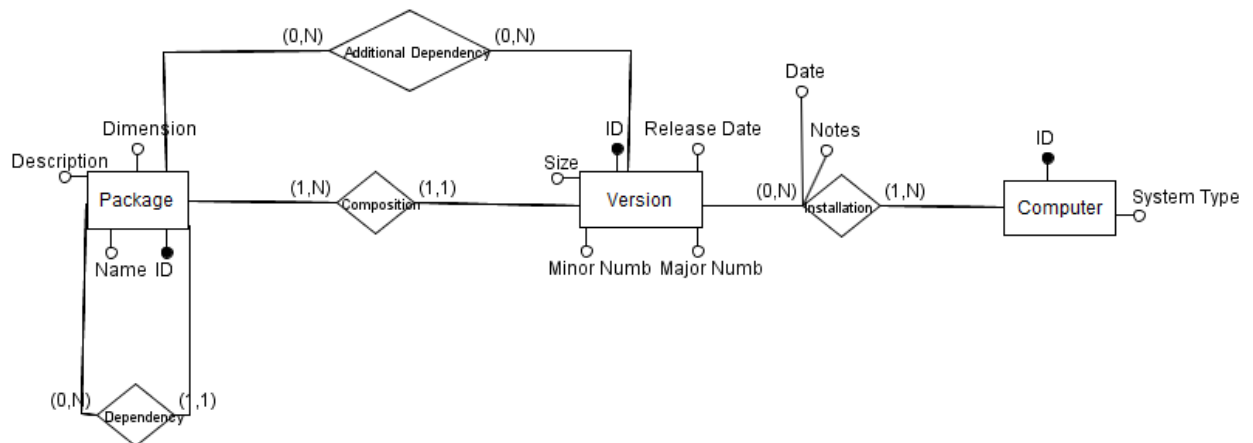 (0,N)
Additional Dependency
(0,N)
Date
Dimension
ID
Release Date
Notes
ID
Description
Size
Package
(1,N)
Composition
(1,1)
Version
(0,N)
Installation
(1,N)
Computer
System Type
Name
ID
Minor Numb
Major Numb
(0,N)
Dependency
(1,1)